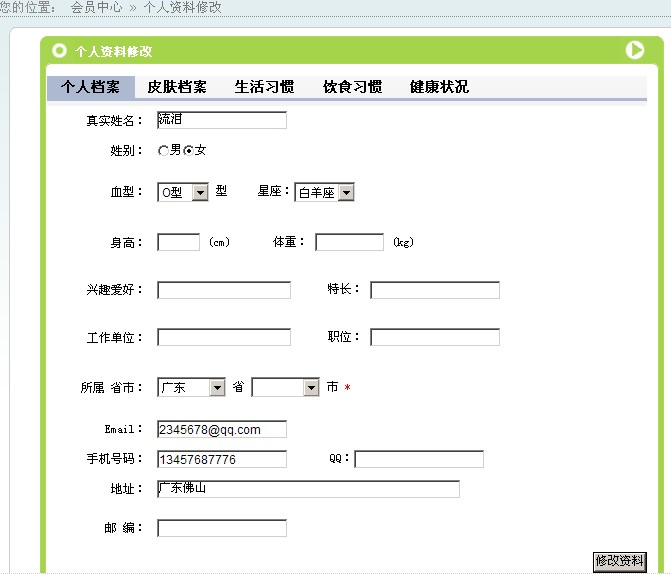 您的位置： 会员中心 » 个人资料修改
个人资料修改
个人档案 皮肤档案 生活习惯 饮食习惯 健康状况
真实姓名： 流泪
姓别： 男 女
血型： O型 型 星座： 白羊座
身高： (cm) 体重： (kg)
兴趣爱好： 特长：
工作单位： 职位：
所属 省市： 广东 省 市 *
Email： 2345678@qq.com
手机号码： 13457687776 QQ：
地址： 广东佛山
邮 编：
修改资料